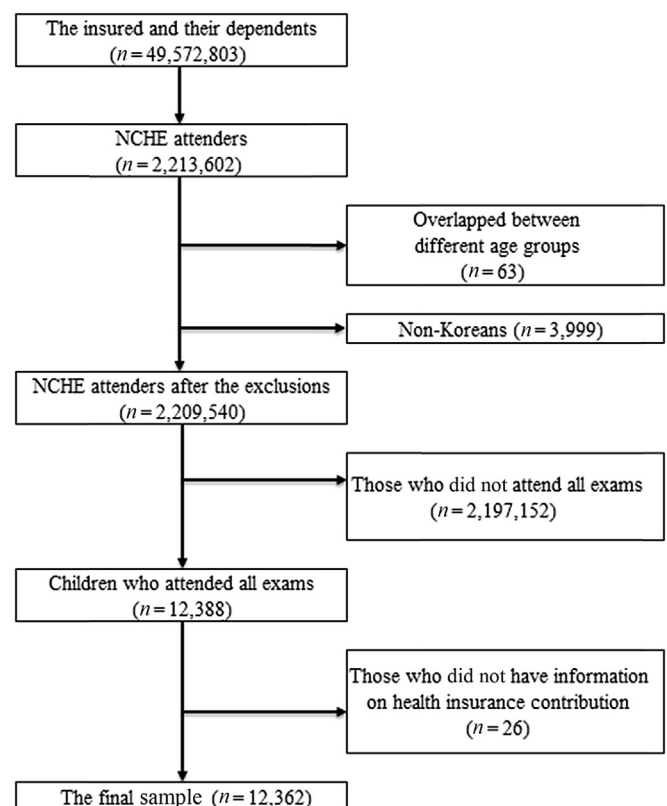 The insured and their dependents
(n = 49,572,803)
NCHE attenders
(n = 2,213,602)
Overlapped between
different age groups
(n = 63)
Non-Koreans (n = 3,999)
NCHE attenders after the exclusions
(n = 2,209,540)
Those who did not attend all exams
(n = 2,197,152)
Children who attended all exams
(n = 12,388)
Those who did not have information
on health insurance contribution
(n = 26)
The final sample (n = 12,362)